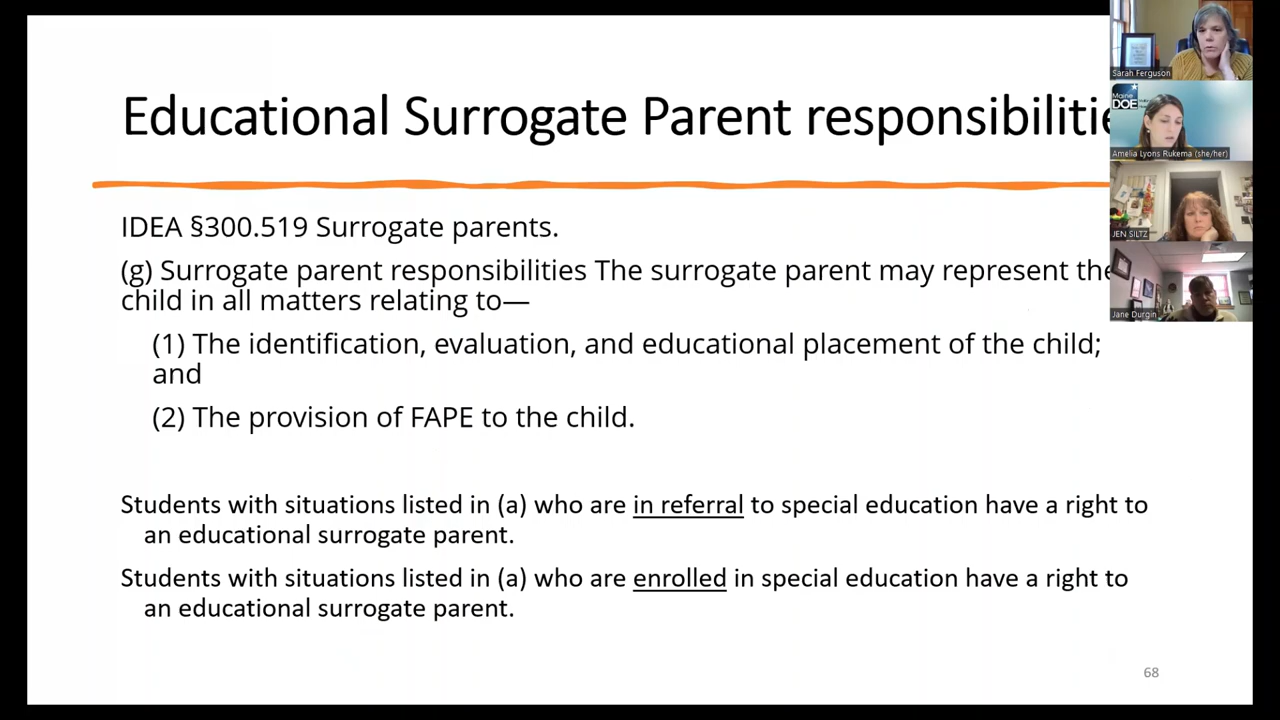 Educational Surrogate Parent responsibilitie
IDEA §300.519 Surrogate parents.
(g) Surrogate parent responsibilities The surrogate parent may represent the
child in all matters relating to—
(1) The identification, evaluation, and educational placement of the child;
and
(2) The provision of FAPE to the child.
Students with situations listed in (a) who are in referral to special education have a right to
an educational surrogate parent.
Students with situations listed in (a) who are enrolled in special education have a right to
an educational surrogate parent.
68
Sarah Ferguson
Maine
DOE
Amelia Lyons Rukema (she/her)
JEN SILTZ
Jane Durgin